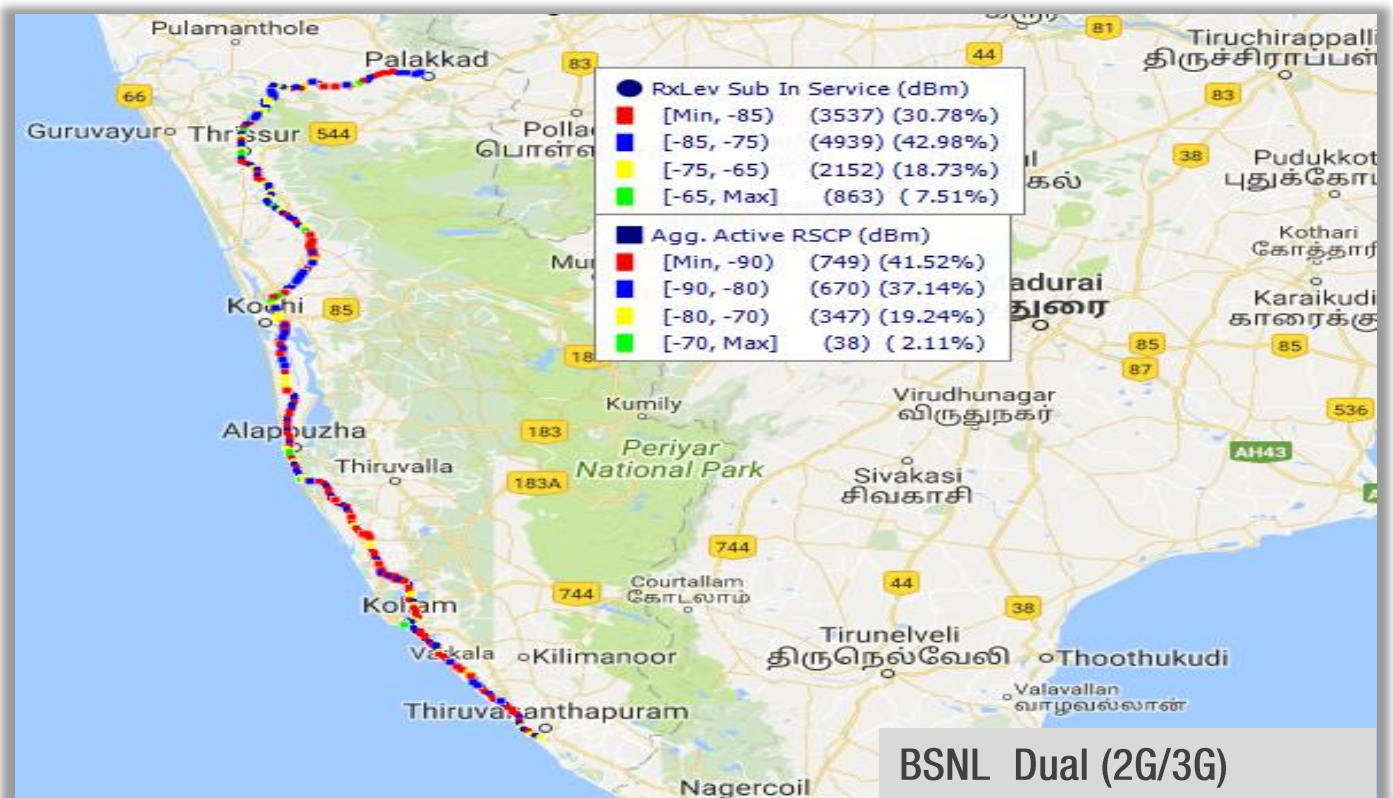 Pulamanthole
Palakkad
83
44
81
Tiruchirappalli
66
83
Guruvayur
544
38
Pudukkot
Kothari
Karaikudi
காரைக்கு
RxLev Sub In Service (dBm)
[Min, -85) (3537) (30.78%)
[-85, -75) (4939) (42.98%)
[-75, -65) (2152) (18.73%)
[-65, Max] (863) ( 7.51%)
Agg. Active RSCP (dBm)
[Min, -90) (749) (41.52%)
[-90, -80) (670) (37.14%)
[-80, -70) (347) (19.24%)
[-70, Max] (38) ( 2.11%)
Kochi
85
adurai
துரை
18
85
85
87
Kumily
Virudhunagar
விருதுநகர்
536
Alappuzha
183
Periyar
National Park
AH43
Thiruvalla
183A
Sivakasi
சிவகாசி
744
Courtallam
744
44
38
Kollam
Tirunelveli
திருநெல்வேலி
Thoothukudi
Varkala
Kilimanoor
Valavallan
வாழவல்லான்
Thiruvananthapuram
Nagercoil
BSNL Dual (2G/3G)